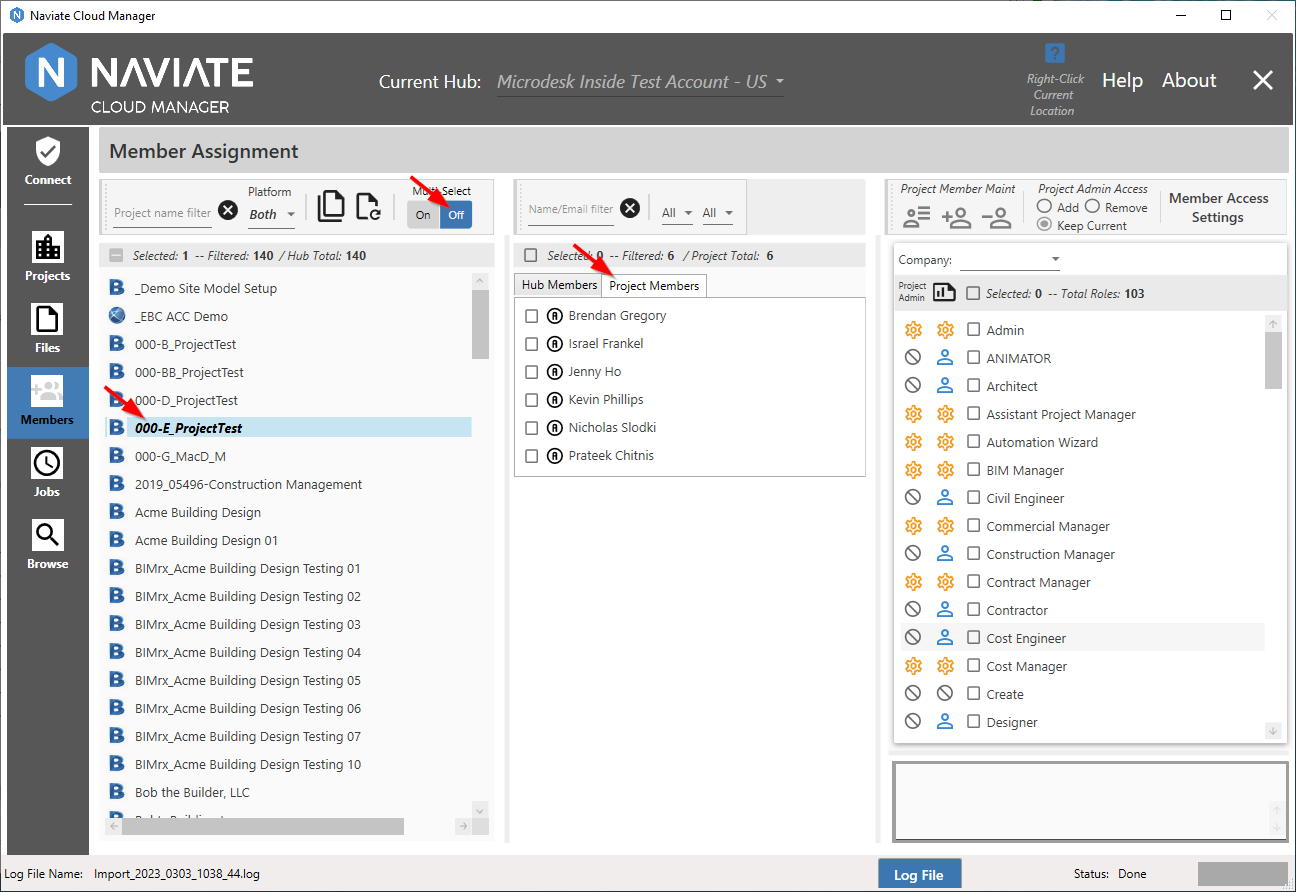 Naviate Cloud Manager
NAVIATE
CLOUD MANAGER
Current Hub: Microdesk Inside Test Account - US
?
Right-Click
Current
Location
Help About
Connect
Projects
Files
Members
Jobs
Browse
Member Assignment
Project name filter
Platform
Both
Multi Select
On Off
Selected: 1 -- Filtered: 140 / Hub Total: 140
_Demo Site Model Setup
_EBC ACC Demo
000-B_ProjectTest
000-BB_ProjectTest
000-D_ProjectTest
000-E_ProjectTest
000-G_MacD_M
2019_05496-Construction Management
Acme Building Design
Acme Building Design 01
BIMrx_Acme Building Design Testing 01
BIMrx_Acme Building Design Testing 02
BIMrx_Acme Building Design Testing 03
BIMrx_Acme Building Design Testing 04
BIMrx_Acme Building Design Testing 05
BIMrx_Acme Building Design Testing 06
BIMrx_Acme Building Design Testing 07
BIMrx_Acme Building Design Testing 10
Bob the Builder, LLC
Name/Email filter
All All
Selected: 0 -- Filtered: 6 / Project Total: 6
Hub Members Project Members
Brendan Gregory
Israel Frankel
Jenny Ho
Kevin Phillips
Nicholas Slodki
Prateek Chitnis
Project Member Maint
Project Admin Access
Add Remove
Keep Current
Member Access
Settings
Company:
Project
Admin
Selected: 0 -- Total Roles: 103
Admin
ANIMATOR
Architect
Assistant Project Manager
Automation Wizard
BIM Manager
Civil Engineer
Commercial Manager
Construction Manager
Contract Manager
Contractor
Cost Engineer
Cost Manager
Create
Designer
Log File Name: Import_2023_0303_1038_44.log
Log File
Status: Done